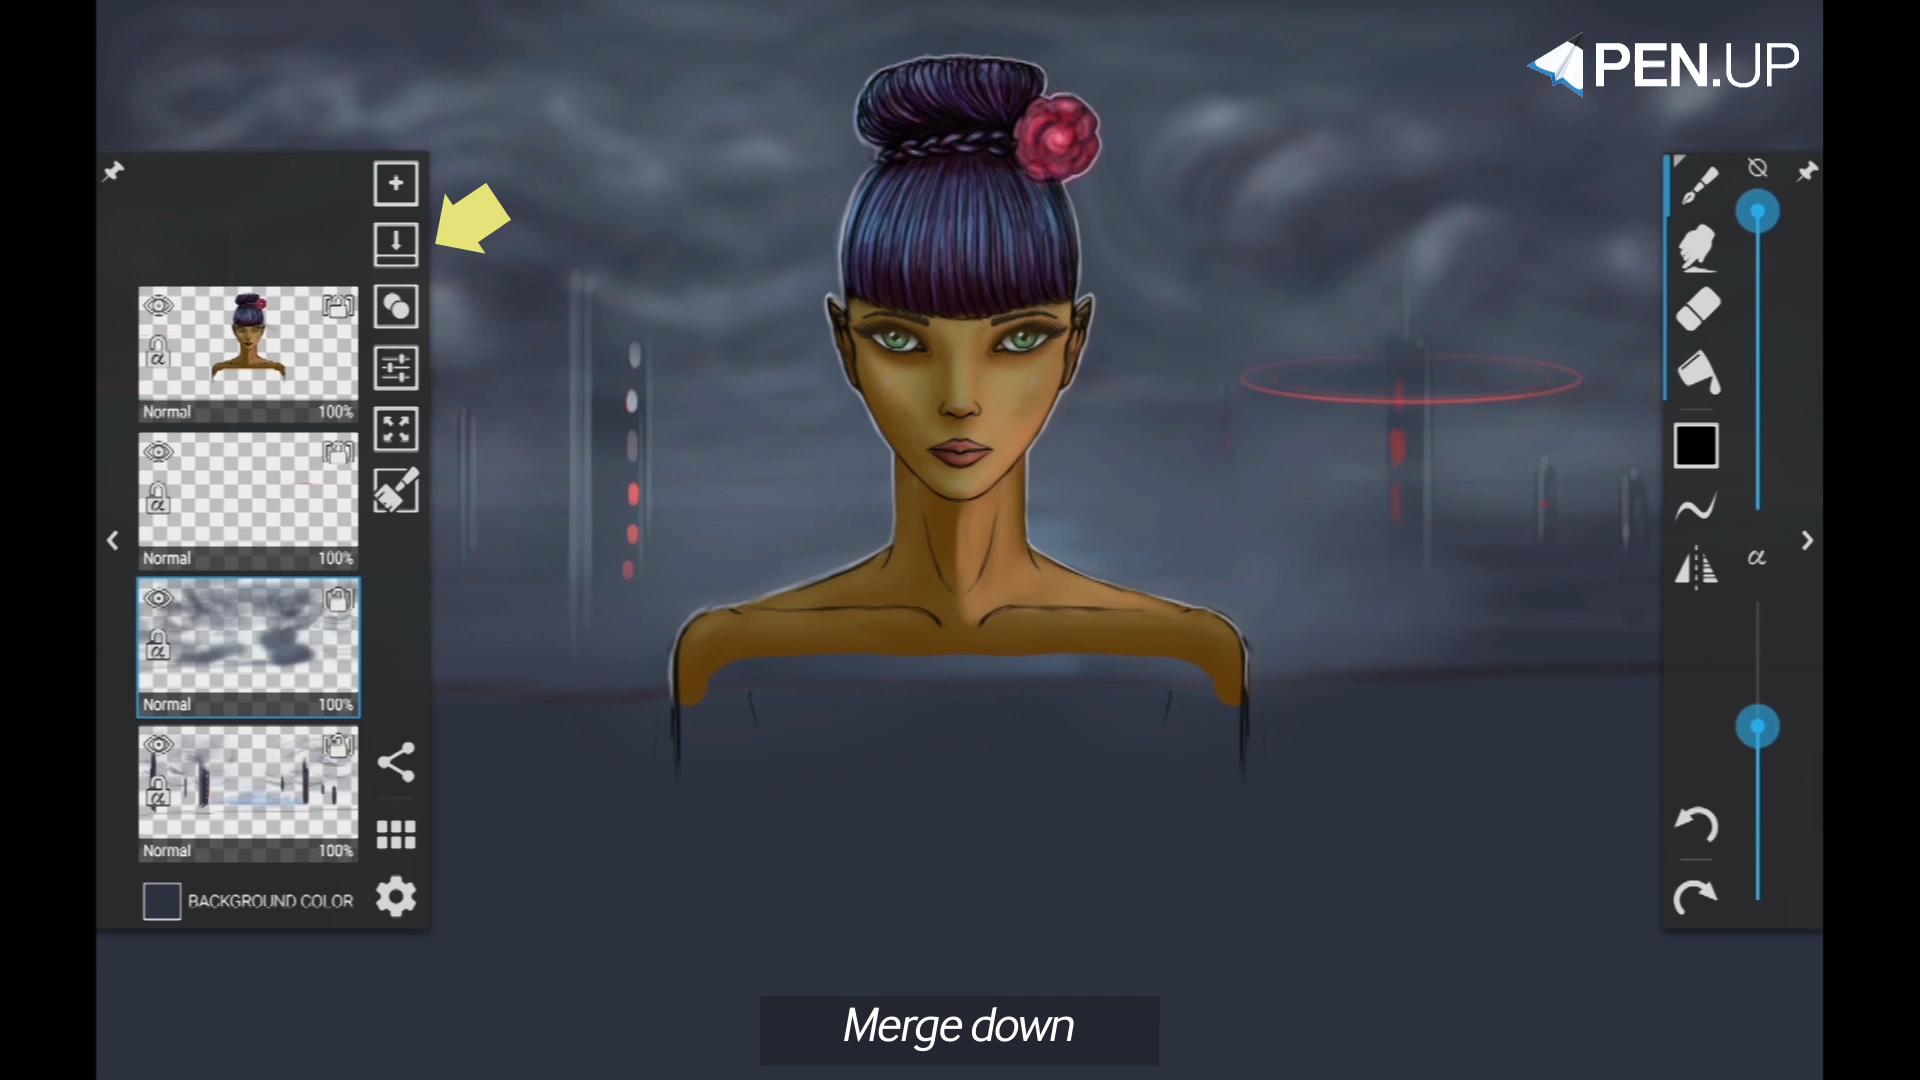 PEN.UP
α
Normal 100%
α
Normal 100%
α
Normal 100%
α
Normal 100%
BACKGROUND COLOR
α
Merge down